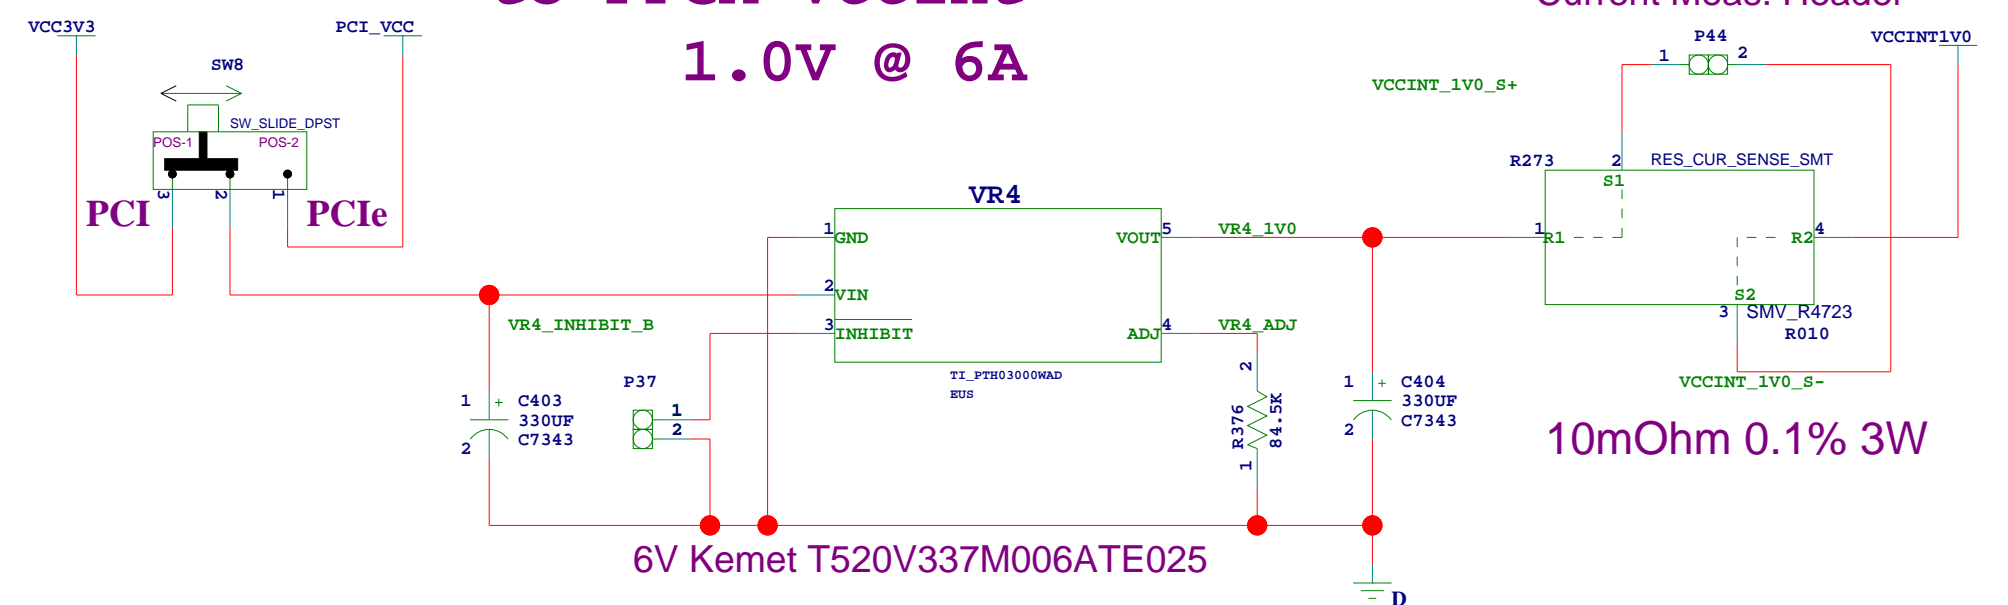 1.0V @ 6A
VCC3V3
PCI_VCC
SW8
SW_SLIDE_DPST
POS-1
POS-2
3
2
1
PCI
PCIe
VR4
1
GND
2
VIN
3
INHIBIT
VOUT
5
ADJ
4
TI_PTH03000WAD
EUS
VR4_INHIBIT_B
VR4_1V0
VR4_ADJ
1
+
C403
330UF
C7343
2
P37
1
2
2
R376
84.5K
1
1
+
C404
330UF
C7343
2
6V Kemet T520V337M006ATE025
D
Current Meas. Header
P44
1
2
VCCINT1V0
VCCINT_1V0_S+
R273
2
RES_CUR_SENSE_SMT
S1
1
R1
R2
4
S2
3
SMV_R4723
R010
VCCINT_1V0_S-
10mOhm 0.1% 3W